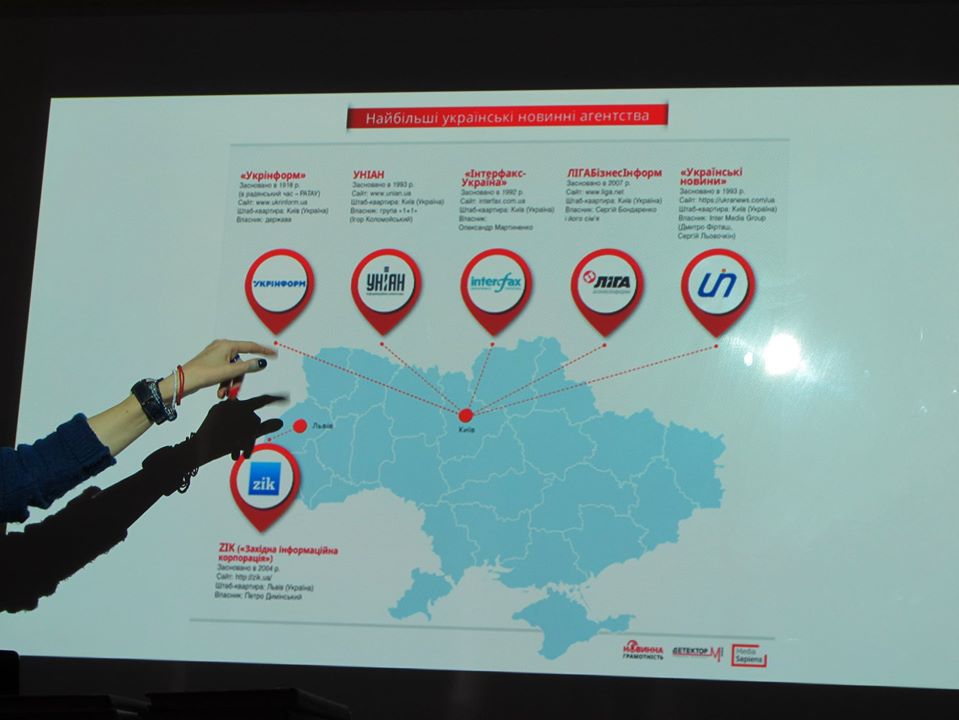 Найбільші українські новинні агентства
«Укрінформ»
Засновано в 1918 р.
(в радянський час – РАТАУ)
Сайт: www.ukrinform.ua
Штаб-квартира: Київ (Україна)
Власник: держава
УНІАН
Засновано в 1993 р.
Сайт: www.unian.ua
Штаб-квартира: Київ (Україна)
Власник: група «1+1»
(Ігор Коломойський)
«Інтерфакс-
Україна»
Засновано в 1992 р.
Сайт: interfax.com.ua
Штаб-квартира: Київ (Україна)
Власник:
Олександр Мартиненко
ЛІГАБізнесІнформ
Засновано в 2007 р.
Сайт: www.liga.net
Штаб-квартира: Київ (Україна)
Власник: Сергій Бондаренко
і його сім'я
«Українські
новини»
Засновано в 1993 р.
Сайт: https://ukranews.com/ua
Штаб-квартира: Київ (Україна)
Власник: Inter Media Group
(Дмитро Фірташ,
Сергій Льовочкін)
УКРІНФОРМ
УНІАН
interfax
ЛІГА
Львів
Київ
zik
ZIK («Західна інформаційна
корпорація»)
Засновано в 2004 р.
Сайт: http://zik.ua/
Штаб-квартира: Львів (Україна)
Власник: Петро Димінський
НОВИННА
ГРАМОТНІСТЬ
ДЕТЕКТОР
Media
Sapiens